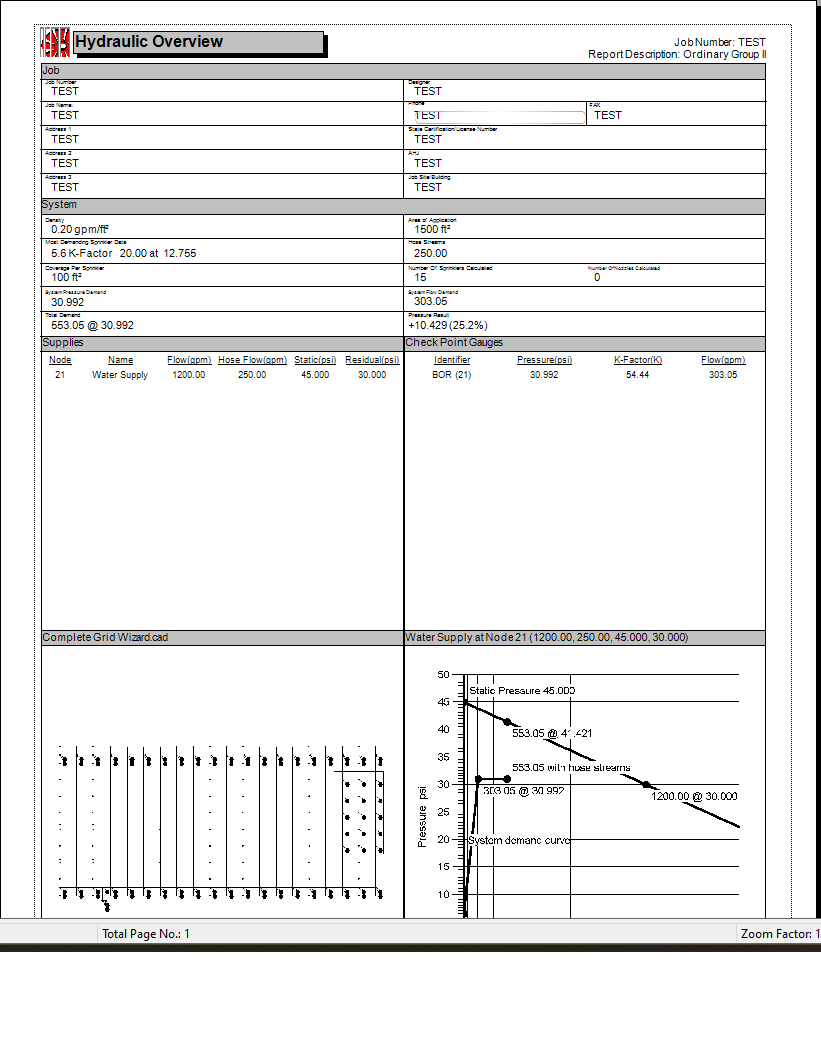 Hydraulic Overview
Job Number: TEST
Report Description: Ordinary Group II
Job
Job Number
TEST
Designer
TEST
Job Name:
TEST
Phone
TEST
FAX
TEST
Address 1
TEST
State Certification/License Number
TEST
Address 2
TEST
AHJ
TEST
Address 3
TEST
Job Site/Building
TEST
System
Density
0.20 gpm/ft²
Area of Application
1500 ft²
Most Demanding Sprinkler Data
5.6 K-Factor 20.00 at 12.755
Hose Streams
250.00
Coverage Per Sprinkler
100 ft²
Number Of Sprinklers Calculated
15
Number Of Nozzles Calculated
0
System Pressure Demand
30.992
System Flow Demand
303.05
Total Demand
553.05 @ 30.992
Pressure Result
+10.429 (25.2%)
Supplies
Node Name Flow(gpm) Hose Flow(gpm) Static(psi) Residual(psi)
21 Water Supply 1200.00 250.00 45.000 30.000
Check Point Gauges
Identifier Pressure(psi) K-Factor(K) Flow(gpm)
BOR (21) 30.992 54.44 303.05
Complete Grid Wizard.cad
Water Supply at Node 21 (1200.00, 250.00, 45.000, 30.000)
50
Static Pressure 45.000
45
40
553.05 @ 41.421
35
553.05 with hose streams
30
303.05 @ 30.992
1200.00 @ 30.000
25
Pressure psi
20
System demand curve
15
10
Total Page No.: 1
Zoom Factor: 1